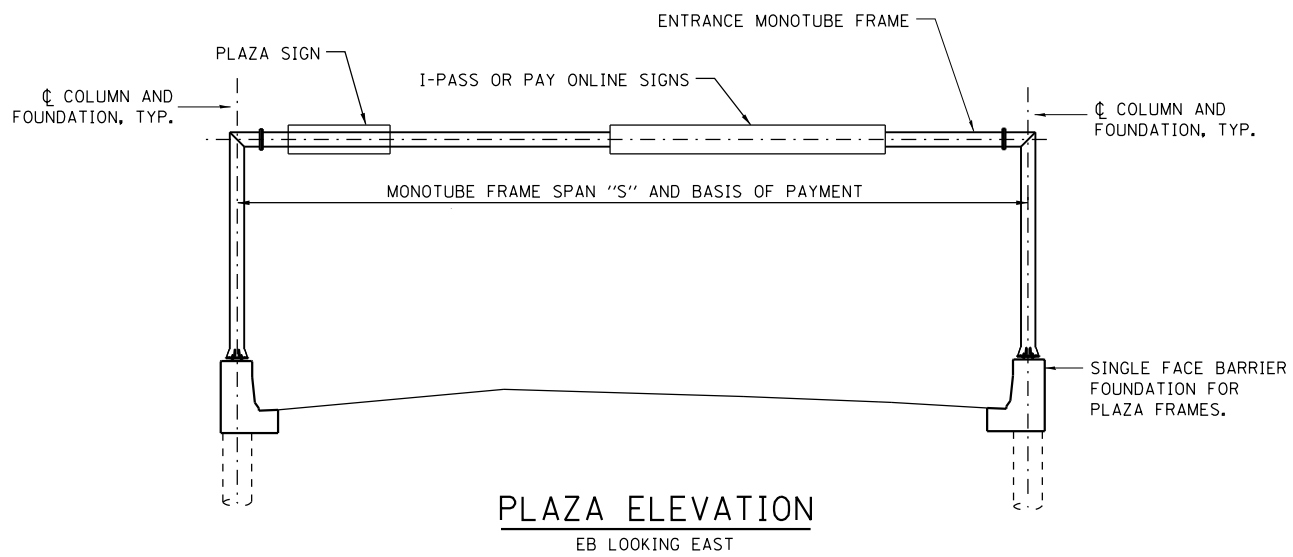 ENTRANCE MONOTUBE FRAME
PLAZA SIGN
I-PASS OR PAY ONLINE SIGNS
℄ COLUMN AND
FOUNDATION, TYP.
℄ COLUMN AND
FOUNDATION, TYP.
MONOTUBE FRAME SPAN "S" AND BASIS OF PAYMENT
SINGLE FACE BARRIER
FOUNDATION FOR
PLAZA FRAMES.
PLAZA ELEVATION
EB LOOKING EAST